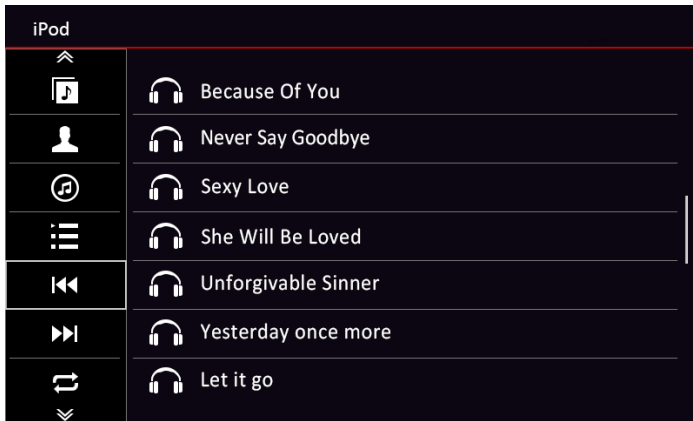 iPod
Because Of You
Never Say Goodbye
Sexy Love
She Will Be Loved
Unforgivable Sinner
Yesterday once more
Let it go